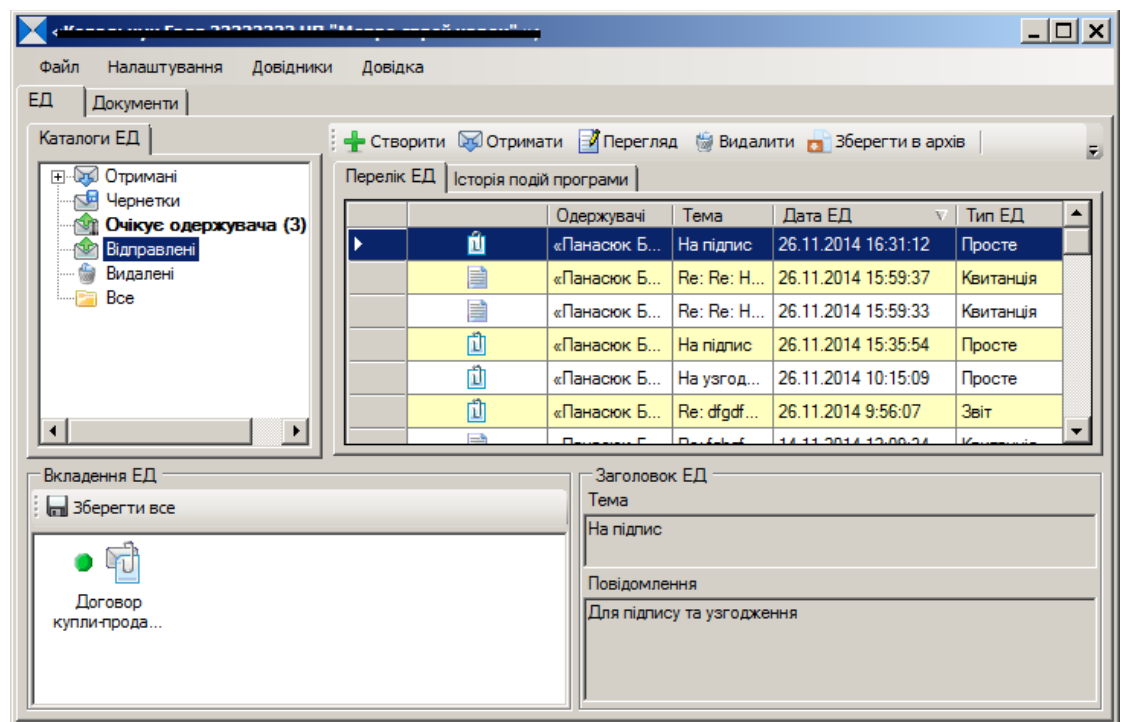 Файл Налаштування Довідники Довідка
ЕД Документи
Каталоги ЕД
Створити Отримати Перегляд Видалити Зберегти в архів
Отримані
Чернетки
Очікує одержувача (3)
Відправлені
Видалені
Все
Перелік ЕД Історія подій програми
Одержувачі Тема Дата ЕД Тип ЕД
«Панасюк Б... На підпис 26.11.2014 16:31:12 Просте
«Панасюк Б... Re: Re: Н... 26.11.2014 15:59:37 Квитанція
«Панасюк Б... Re: Re: Н... 26.11.2014 15:59:33 Квитанція
«Панасюк Б... На підпис 26.11.2014 15:35:54 Просте
«Панасюк Б... На узгод... 26.11.2014 10:15:09 Просте
«Панасюк Б... Re: dfgdf... 26.11.2014 9:56:07 Звіт
Вкладення ЕД
Зберегти все
Договор
купли-прода...
Заголовок ЕД
Тема
На підпис
Повідомлення
Для підпису та узгодження